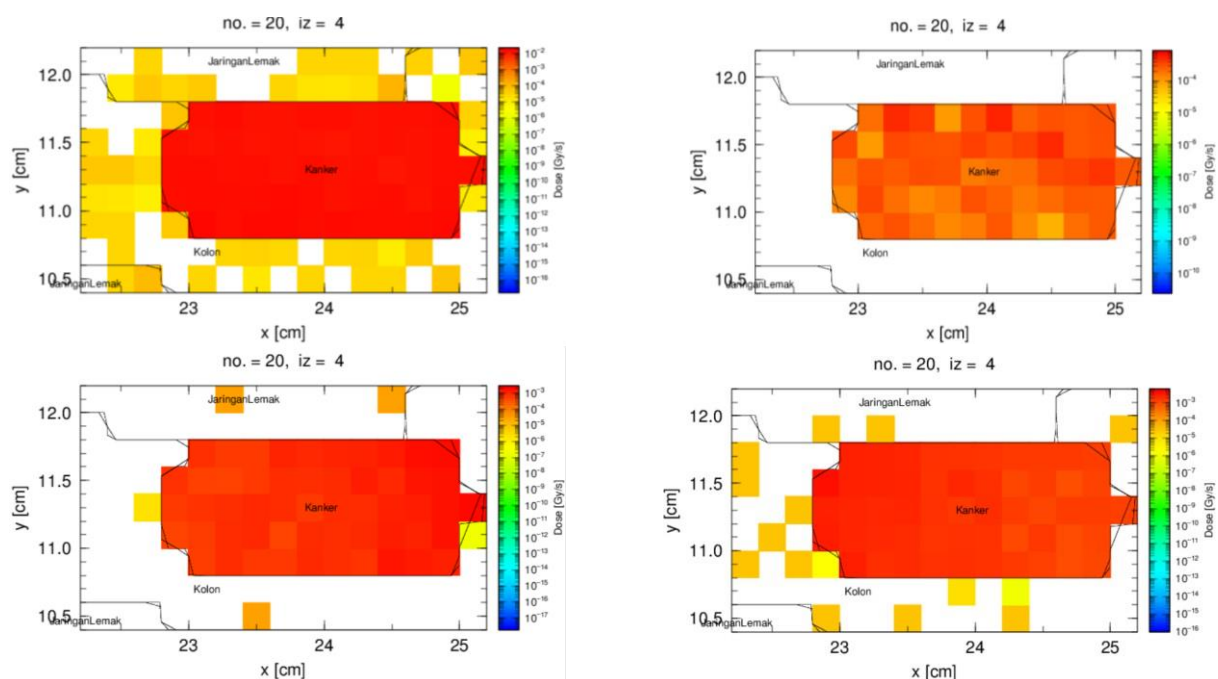 no. = 20, iz = 4
12.0
11.5
11.0
10.5
y [cm]
JaringanLemak
Kanker
Kolon
JaringanLemak
23
24
25
x [cm]
10⁻²
10⁻³
10⁻⁴
10⁻⁵
10⁻⁶
10⁻⁷
10⁻⁸
10⁻⁹
10⁻¹⁰
10⁻¹¹
10⁻¹²
10⁻¹³
10⁻¹⁴
10⁻¹⁵
10⁻¹⁶
Dose [Gy/s]
no. = 20, iz = 4
12.0
11.5
11.0
10.5
y [cm]
JaringanLemak
Kanker
Kolon
JaringanLemak
23
24
25
x [cm]
10⁻⁴
10⁻⁵
10⁻⁶
10⁻⁷
10⁻⁸
10⁻⁹
10⁻¹⁰
Dose [Gy/s]
no. = 20, iz = 4
12.0
11.5
11.0
10.5
y [cm]
JaringanLemak
Kanker
Kolon
JaringanLemak
23
24
25
x [cm]
10⁻³
10⁻⁴
10⁻⁵
10⁻⁶
10⁻⁷
10⁻⁸
10⁻⁹
10⁻¹⁰
10⁻¹¹
10⁻¹²
10⁻¹³
10⁻¹⁴
10⁻¹⁵
10⁻¹⁶
10⁻¹⁷
Dose [Gy/s]
no. = 20, iz = 4
12.0
11.5
11.0
10.5
y [cm]
JaringanLemak
Kanker
Kolon
JaringanLemak
23
24
25
x [cm]
10⁻³
10⁻⁴
10⁻⁵
10⁻⁶
10⁻⁷
10⁻⁸
10⁻⁹
10⁻¹⁰
10⁻¹¹
10⁻¹²
10⁻¹³
10⁻¹⁴
10⁻¹⁵
10⁻¹⁶
Dose [Gy/s]